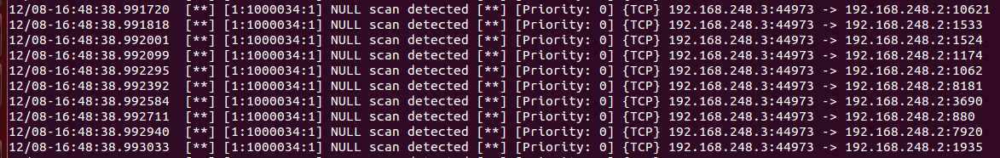 12/08-16:48:38.991720  [**] [1:1000034:1] NULL scan detected [**] [Priority: 0] {TCP} 192.168.248.3:44973 -> 192.168.248.2:10621
12/08-16:48:38.991818  [**] [1:1000034:1] NULL scan detected [**] [Priority: 0] {TCP} 192.168.248.3:44973 -> 192.168.248.2:1533
12/08-16:48:38.992001  [**] [1:1000034:1] NULL scan detected [**] [Priority: 0] {TCP} 192.168.248.3:44973 -> 192.168.248.2:1524
12/08-16:48:38.992099  [**] [1:1000034:1] NULL scan detected [**] [Priority: 0] {TCP} 192.168.248.3:44973 -> 192.168.248.2:1174
12/08-16:48:38.992295  [**] [1:1000034:1] NULL scan detected [**] [Priority: 0] {TCP} 192.168.248.3:44973 -> 192.168.248.2:1062
12/08-16:48:38.992392  [**] [1:1000034:1] NULL scan detected [**] [Priority: 0] {TCP} 192.168.248.3:44973 -> 192.168.248.2:8181
12/08-16:48:38.992584  [**] [1:1000034:1] NULL scan detected [**] [Priority: 0] {TCP} 192.168.248.3:44973 -> 192.168.248.2:3690
12/08-16:48:38.992711  [**] [1:1000034:1] NULL scan detected [**] [Priority: 0] {TCP} 192.168.248.3:44973 -> 192.168.248.2:880
12/08-16:48:38.992940  [**] [1:1000034:1] NULL scan detected [**] [Priority: 0] {TCP} 192.168.248.3:44973 -> 192.168.248.2:7920
12/08-16:48:38.993033  [**] [1:1000034:1] NULL scan detected [**] [Priority: 0] {TCP} 192.168.248.3:44973 -> 192.168.248.2:1935